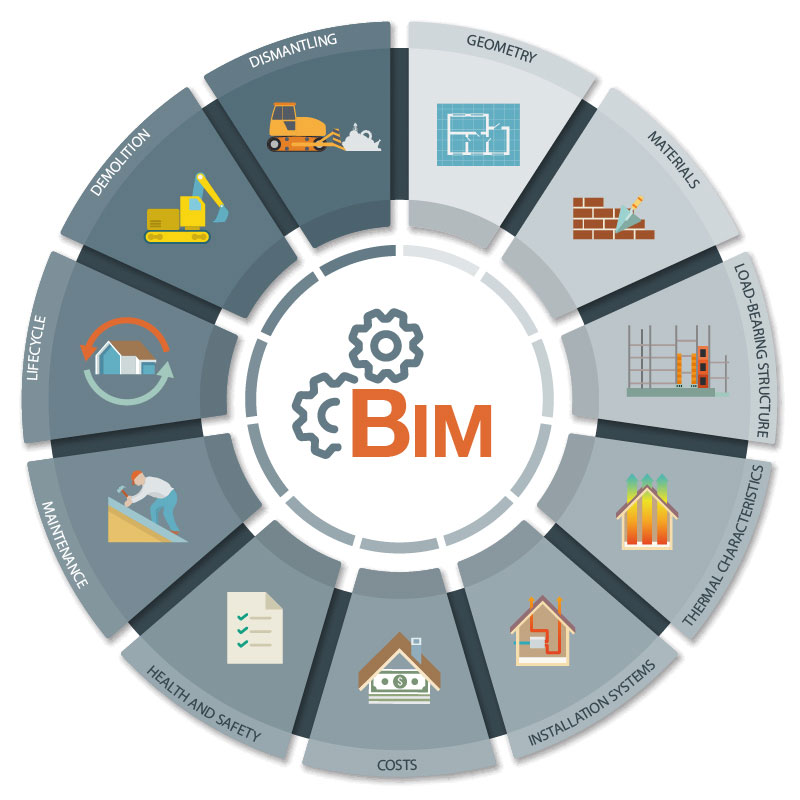 DISMANTLING
GEOMETRY
MATERIALS
LOAD-BEARING STRUCTURE
THERMAL CHARACTERISTICS
INSTALLATION SYSTEMS
COSTS
HEALTH AND SAFETY
MAINTENANCE
LIFECYCLE
DEMOLITION
BIM
$